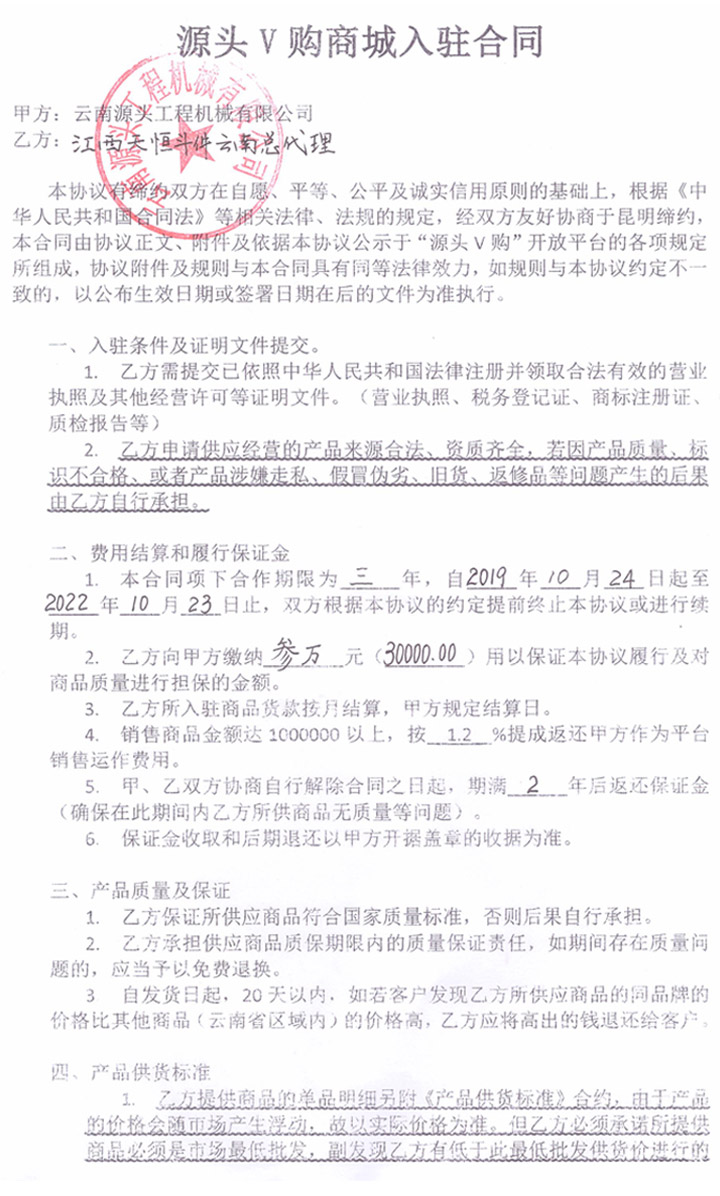 源头 V 购商城入驻合同
云南源头工程机械有限公司
甲方：云南源头工程机械有限公司
乙方：江西天恒斗件云南总代理
本协议有缔约双方在自愿、平等、公平及诚实信用原则的基础上，根据《中
华人民共和国合同法》等相关法律、法规的规定，经双方友好协商于昆明缔约，
本合同由协议正文、附件及依据本协议公示于“源头 V 购”开放平台的各项规定
所组成，协议附件及规则与本合同具有同等法律效力，如规则与本协议约定不一
致的，以公布生效日期或签署日期在后的文件为准执行。
一、入驻条件及证明文件提交。
1. 乙方需提交已依照中华人民共和国法律注册并领取合法有效的营业
执照及其他经营许可等证明文件。（营业执照、税务登记证、商标注册证、
质检报告等）
2. 乙方申请供应经营的产品来源合法、资质齐全，若因产品质量、标
识不合格、或者产品涉嫌走私、假冒伪劣、旧货、返修品等问题产生的后果
由乙方自行承担。
二、费用结算和履行保证金
1. 本合同项下合作期限为 三 年，自 2019 年 10 月 24 日起至
2022 年 10 月 23 日止，双方根据本协议的约定提前终止本协议或进行续
期。
2. 乙方向甲方缴纳 参万 元（30000.00）用以保证本协议履行及对
商品质量进行担保的金额。
3. 乙方所入驻商品货款按月结算，甲方规定结算日。
4. 销售商品金额达 1000000 以上，按 1.2 %提成返还甲方作为平台
销售运作费用。
5. 甲、乙双方协商自行解除合同之日起，期满 2 年后返还保证金
（确保在此期间内乙方所供商品无质量等问题）。
6. 保证金收取和后期退还以甲方开据盖章的收据为准。
三、产品质量及保证
1. 乙方保证所供应商品符合国家质量标准，否则后果自行承担。
2. 乙方承担供应商品质保期限内的质量保证责任，如期间存在质量问
题的，应当予以免费退换。
3 自发货日起，20 天以内，如若客户发现乙方所供应商品的同品牌的
价格比其他商品（云南省区域内）的价格高，乙方应将高出的钱退还给客户。
四、产品供货标准
1. 乙方提供商品的单品明细另附《产品供货标准》合约，由于产品
的价格会随市场产生浮动，故以实际价格为准。但乙方必须承诺所提供
商品必须是市场最低批发，副发现乙方有低于此最低批发供货价进行的